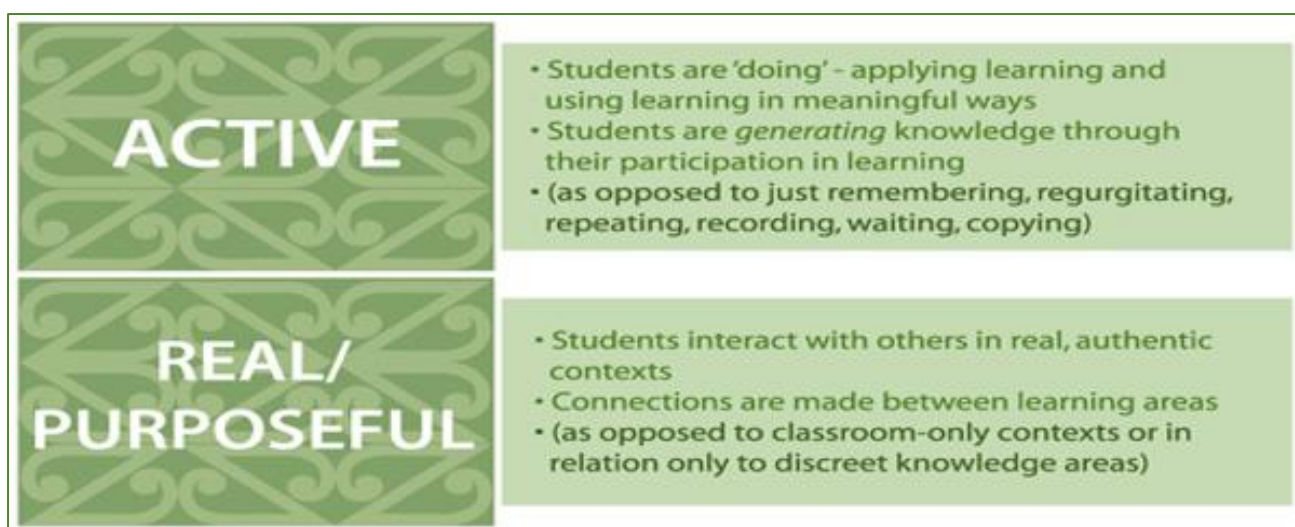 ACTIVE
• Students are ‘doing’ - applying learning and
using learning in meaningful ways
• Students are generating knowledge through
their participation in learning
• (as opposed to just remembering, regurgitating,
repeating, recording, waiting, copying)
REAL/
PURPOSEFUL
• Students interact with others in real, authentic
contexts
• Connections are made between learning areas
• (as opposed to classroom-only contexts or in
relation only to discreet knowledge areas)